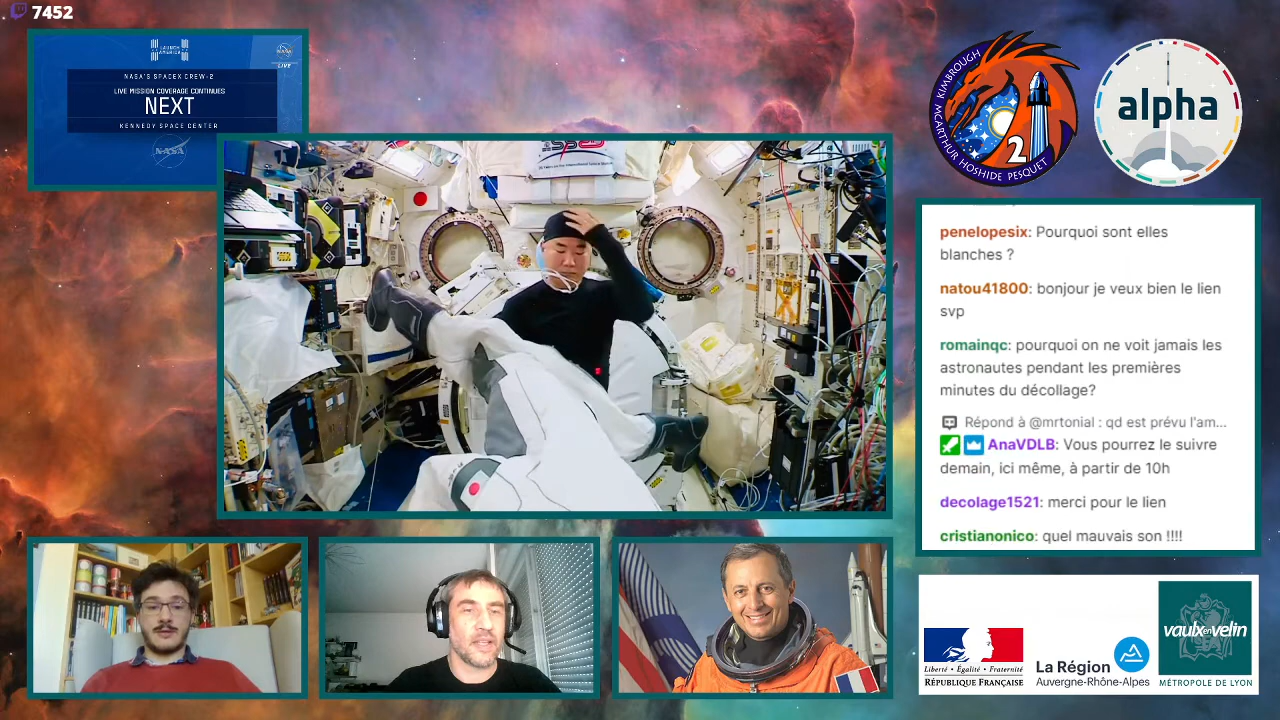 7452
LAUNCH
AMERICA
NASA
LIVE
NASA'S SPACEX CREW-2
LIVE MISSION COVERAGE CONTINUES
NEXT
KENNEDY SPACE CENTER
NASA
MCARTHUR HOSHIDE PESQUET
KIMBROUGH
2
alpha
penelopesix: Pourquoi sont elles
blanches ?
natou41800: bonjour je veux bien le lien
svp
romainqc: pourquoi on ne voit jamais les
astronautes pendant les premières
minutes du décollage?
Répond à @mrtonial : qd est prévu l'am...
AnaVDLB: Vous pourrez le suivre
demain, ici même, à partir de 10h
decolage1521: merci pour le lien
cristianonico: quel mauvais son !!!!
Liberté • Égalité • Fraternité
RÉPUBLIQUE FRANÇAISE
La Région
Auvergne-Rhône-Alpes
vaulx en velin
MÉTROPOLE DE LYON